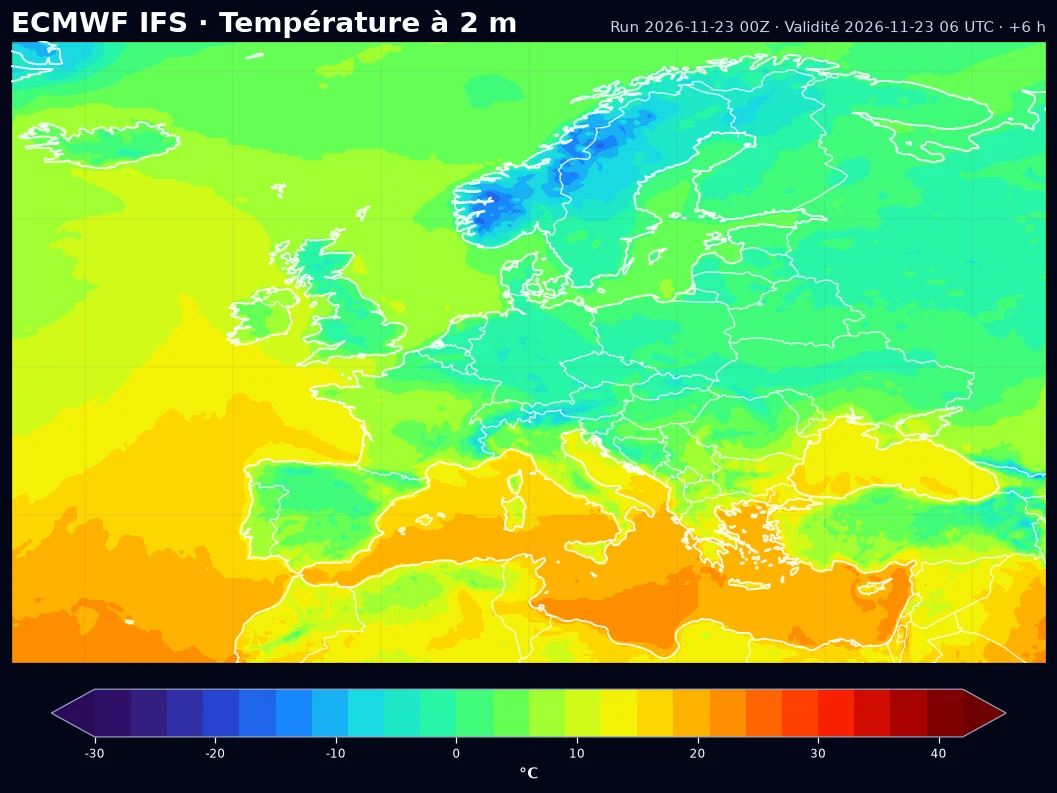 ECMWF IFS · Température à 2 m
Run 2026-11-23 00Z · Validité 2026-11-23 06 UTC · +6 h
-30 -20 -10 0 10 20 30 40
°C